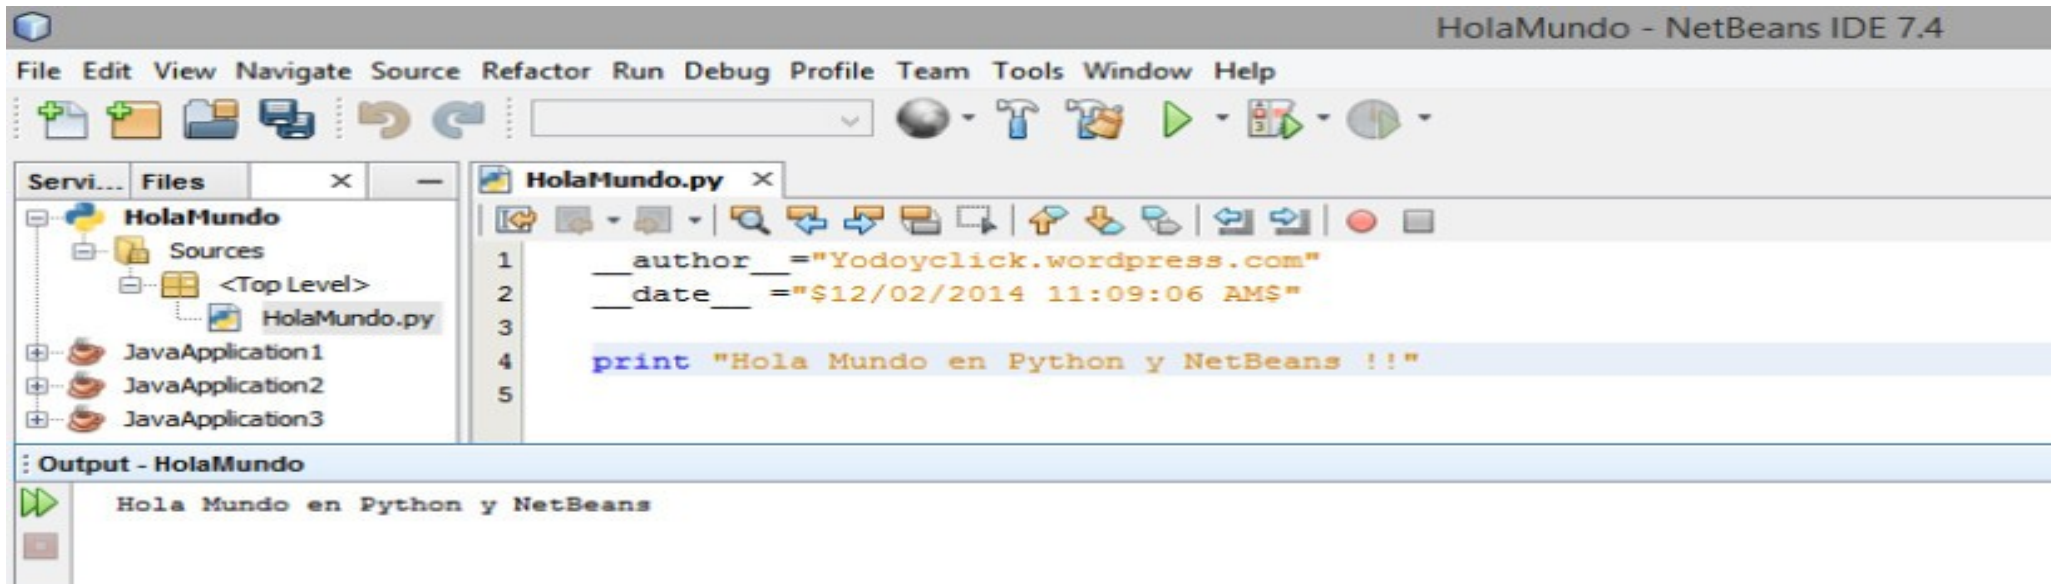 HolaMundo - NetBeans IDE 7.4
File Edit View Navigate Source Refactor Run Debug Profile Team Tools Window Help
Servi... Files
HolaMundo.py
HolaMundo
Sources
<Top Level>
HolaMundo.py
JavaApplication1
JavaApplication2
JavaApplication3
1 __author__="Yodoyclick.wordpress.com"
2 __date__ ="$12/02/2014 11:09:06 AM$"
3
4 print "Hola Mundo en Python y NetBeans !!"
5
Output - HolaMundo
Hola Mundo en Python y NetBeans